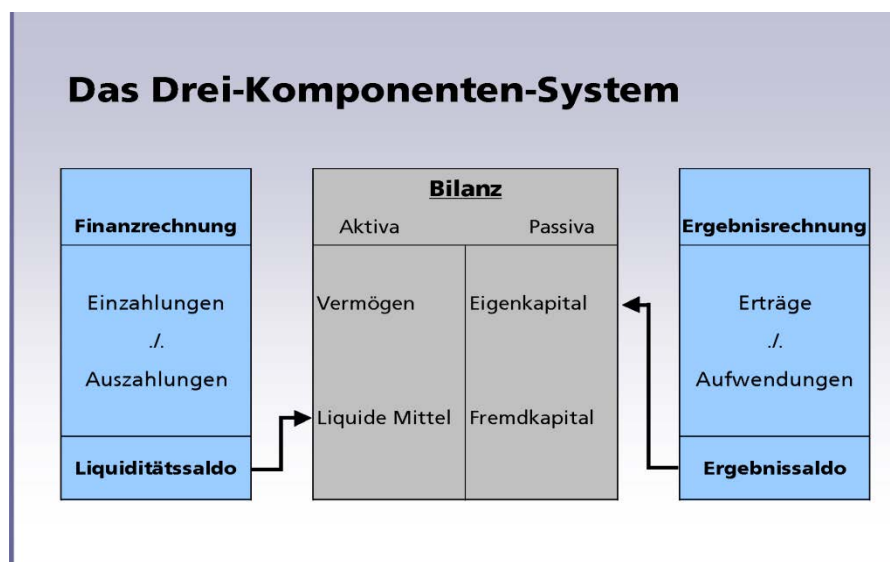 Das Drei-Komponenten-System
Finanzrechnung
Einzahlungen
./.
Auszahlungen
Liquiditätssaldo
Bilanz
Aktiva Passiva
Vermögen Eigenkapital
Liquide Mittel Fremdkapital
Ergebnisrechnung
Erträge
./.
Aufwendungen
Ergebnissaldo